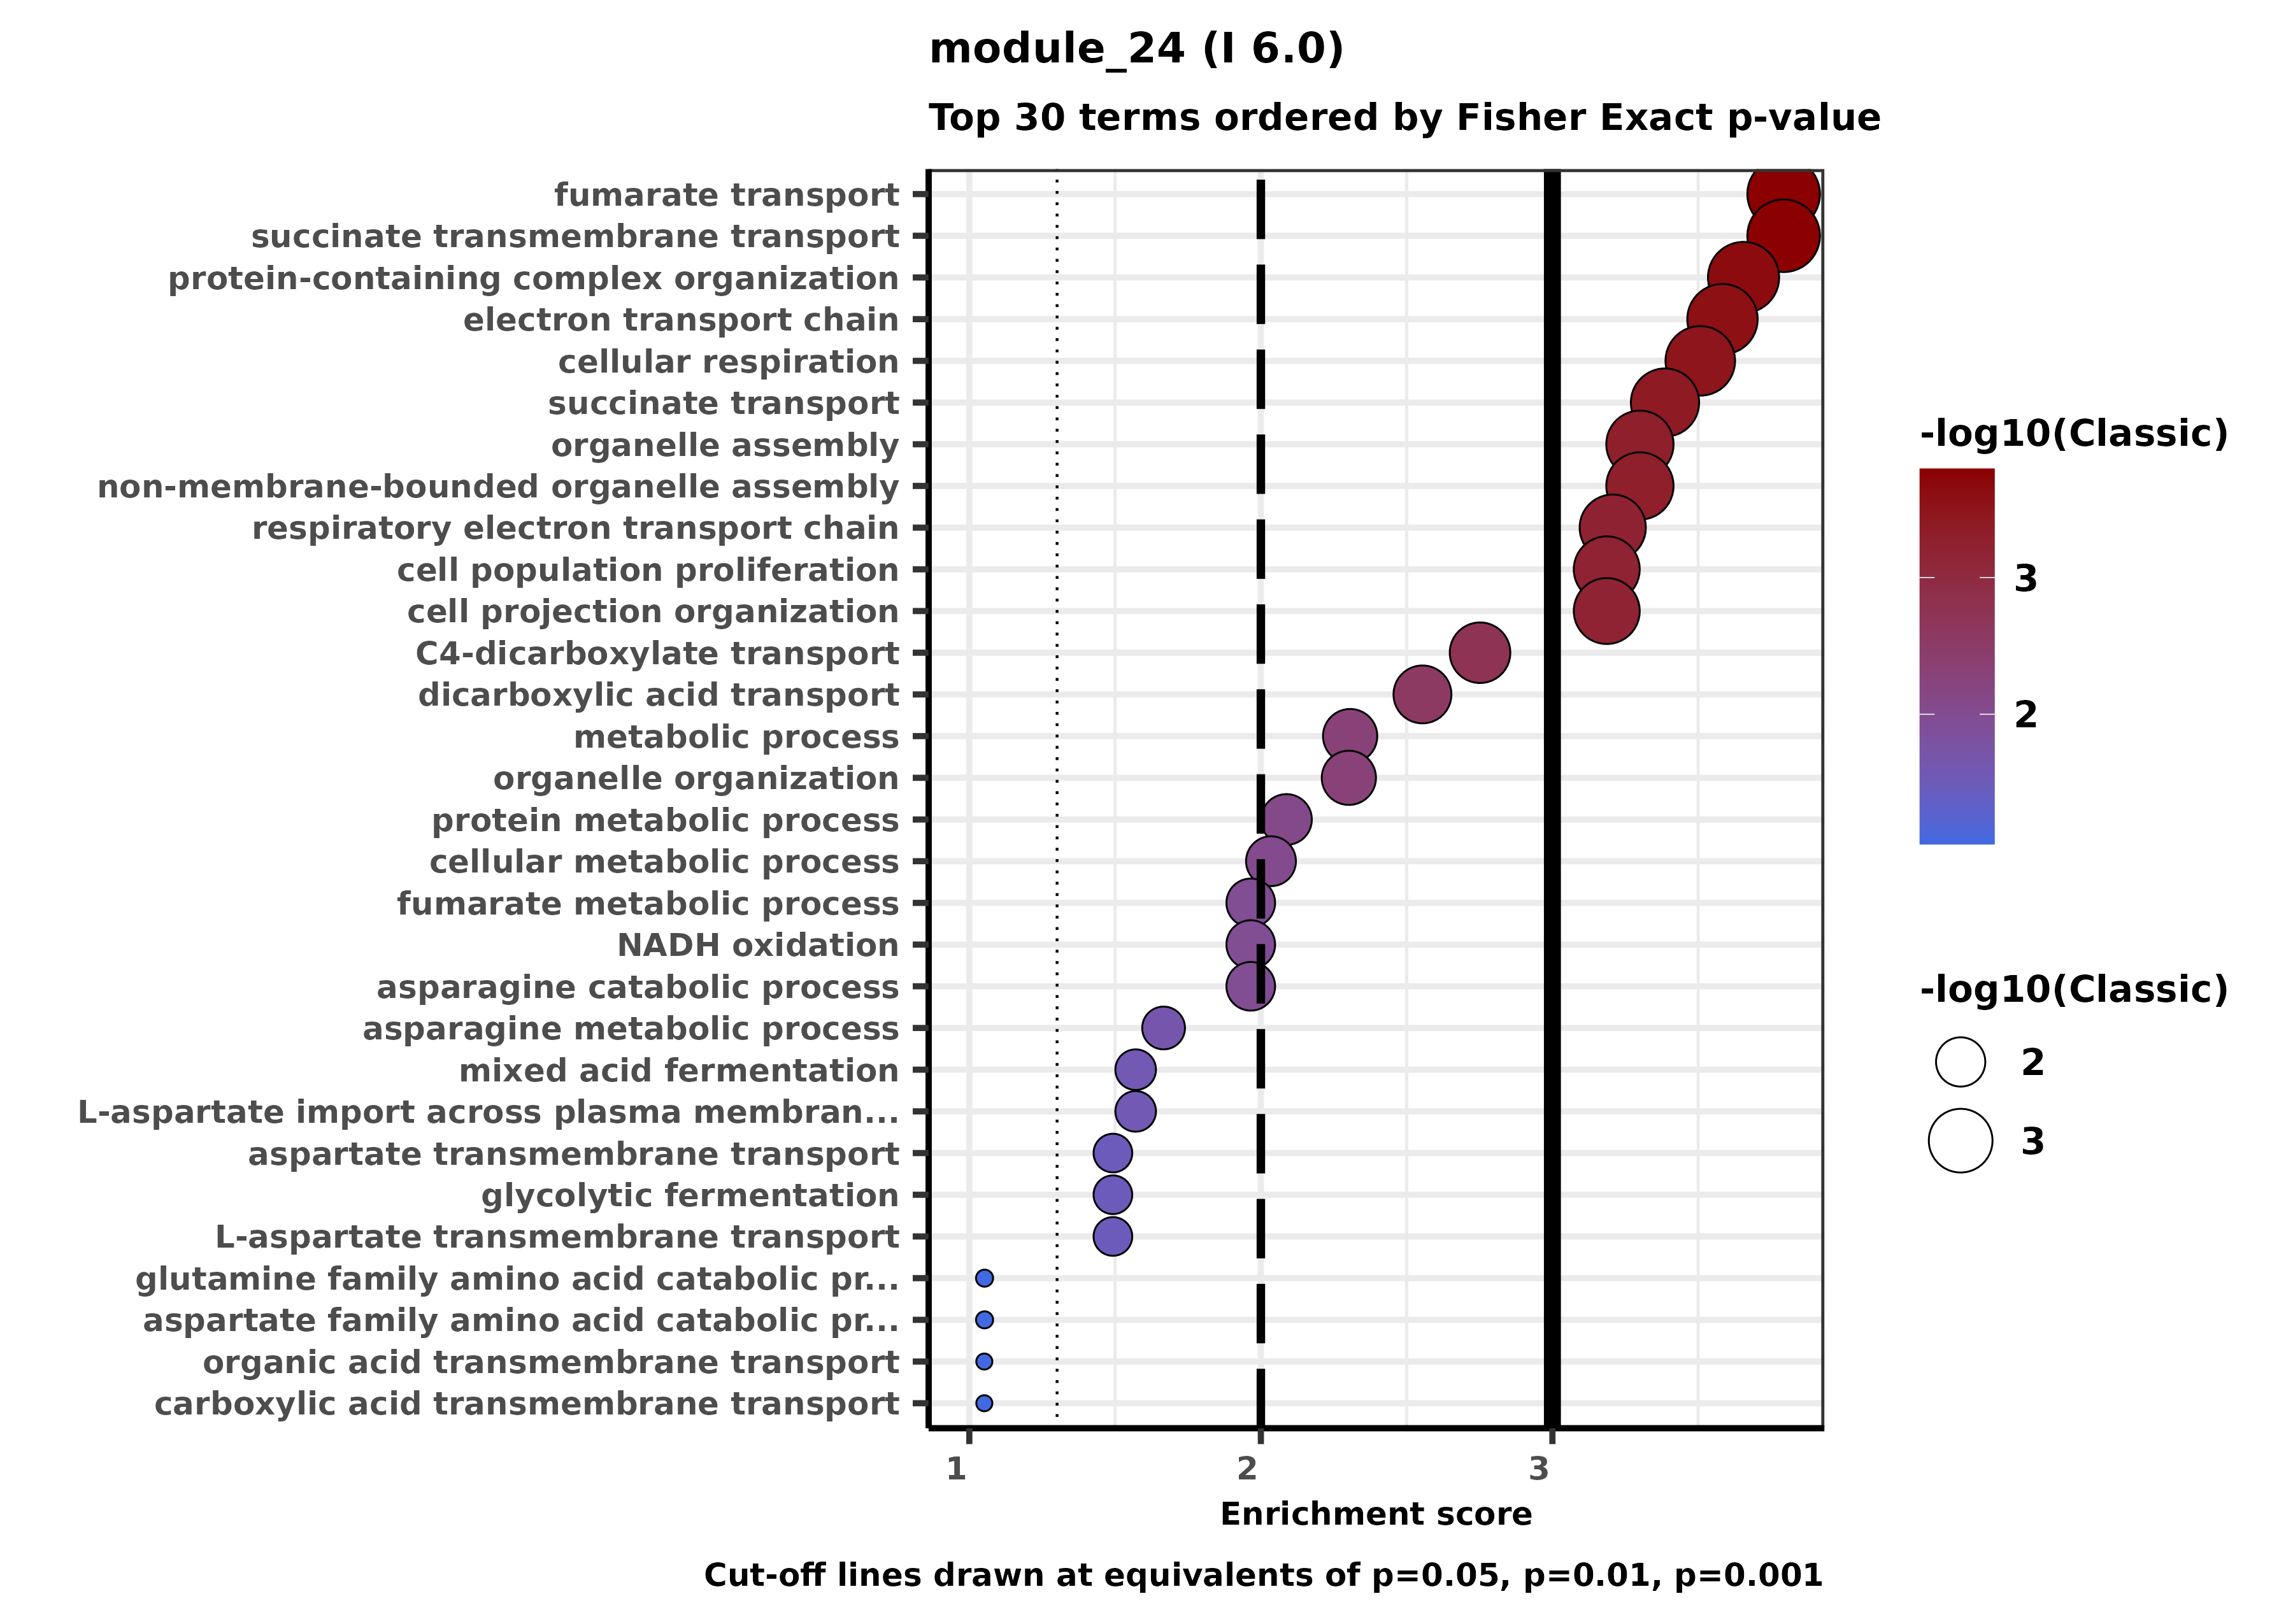 module_24 (I 6.0)
Top 30 terms ordered by Fisher Exact p-value
fumarate transport
succinate transmembrane transport
protein-containing complex organization
electron transport chain
cellular respiration
succinate transport
organelle assembly
non-membrane-bounded organelle assembly
respiratory electron transport chain
cell population proliferation
cell projection organization
C4-dicarboxylate transport
dicarboxylic acid transport
metabolic process
organelle organization
protein metabolic process
cellular metabolic process
fumarate metabolic process
NADH oxidation
asparagine catabolic process
asparagine metabolic process
mixed acid fermentation
L-aspartate import across plasma membran...
aspartate transmembrane transport
glycolytic fermentation
L-aspartate transmembrane transport
glutamine family amino acid catabolic pr...
aspartate family amino acid catabolic pr...
organic acid transmembrane transport
carboxylic acid transmembrane transport
1 2 3
Enrichment score
Cut-off lines drawn at equivalents of p=0.05, p=0.01, p=0.001
-log10(Classic)
3
2
-log10(Classic)
2
3